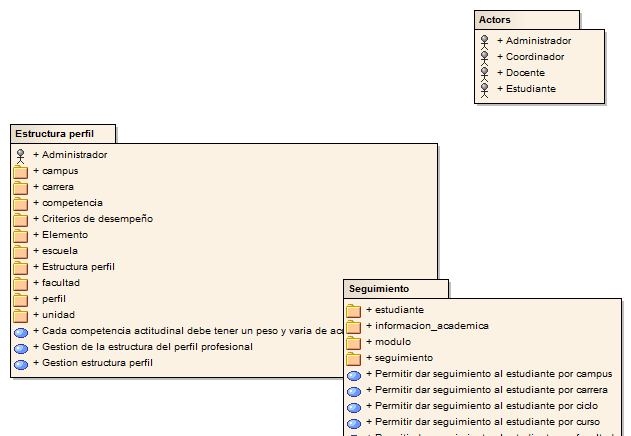 Actors
+ Administrador
+ Coordinador
+ Docente
+ Estudiante
Estructura perfil
+ Administrador
+ campus
+ carrera
+ competencia
+ Criterios de desempeño
+ Elemento
+ escuela
+ Estructura perfil
+ facultad
+ perfil
+ unidad
+ Cada competencia actitudinal debe tener un peso y varia de
+ Gestion de la estructura del perfil profesional
+ Gestion estructura perfil
Seguimiento
+ estudiante
+ informacion_academica
+ modulo
+ seguimiento
+ Permitir dar seguimiento al estudiante por campus
+ Permitir dar seguimiento al estudiante por carrera
+ Permitir dar seguimiento al estudiante por ciclo
+ Permitir dar seguimiento al estudiante por curso